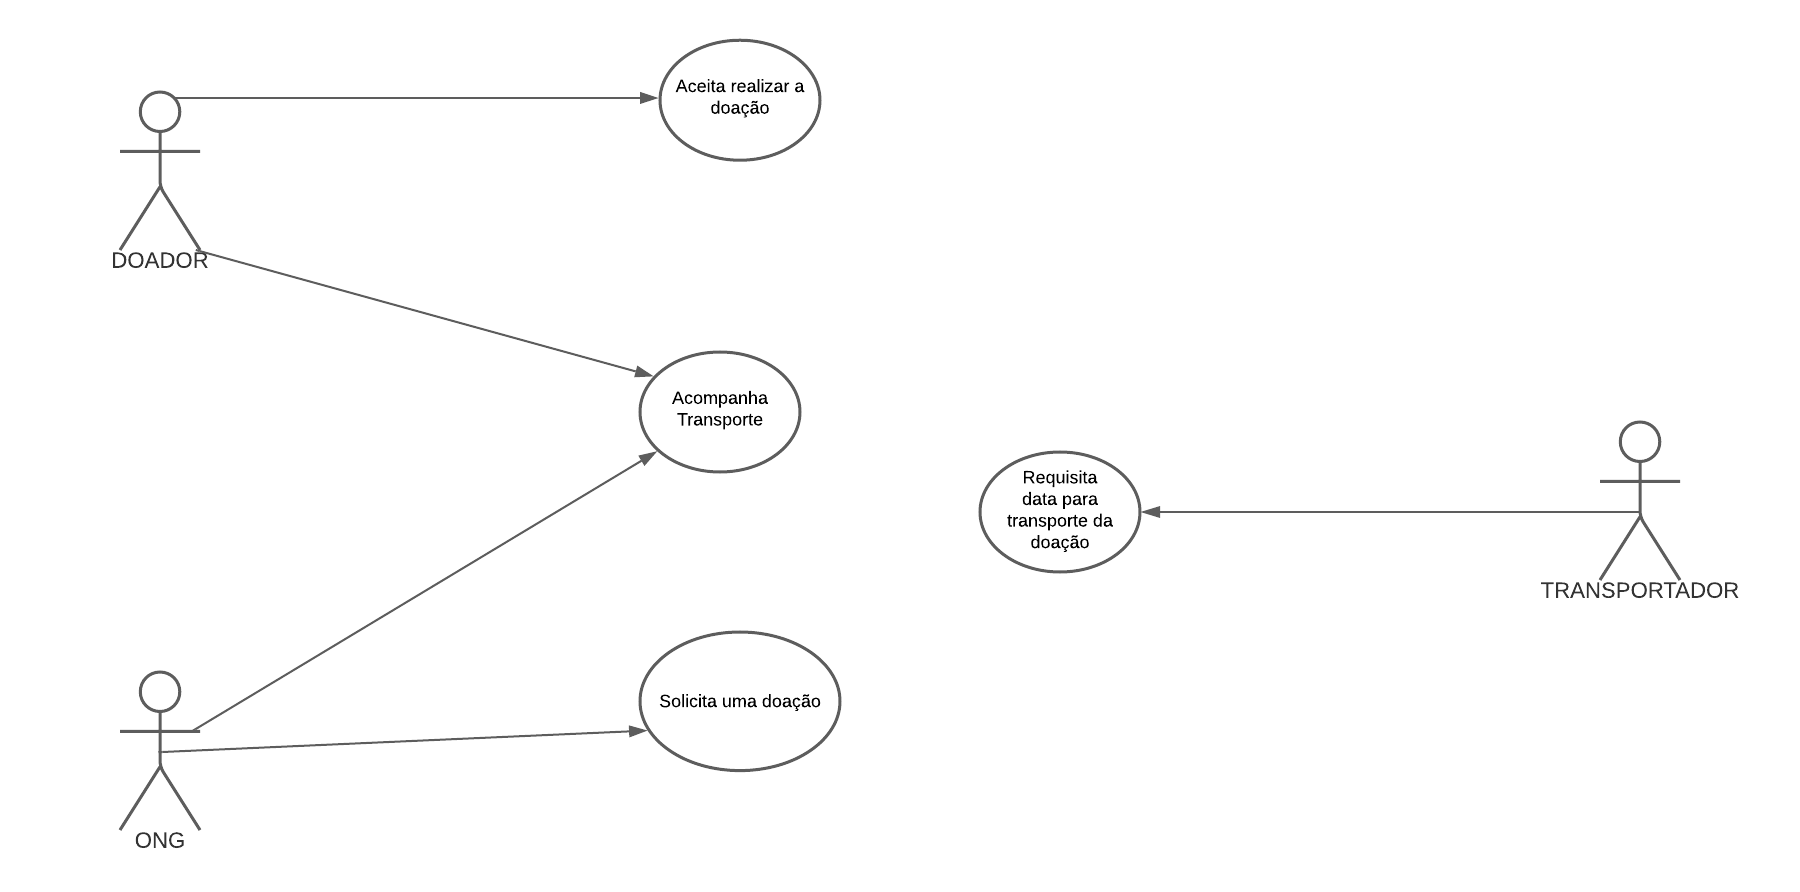 Aceita realizar a
doação
DOADOR
Acompanha
Transporte
Requisita
data para
transporte da
doação
TRANSPORTADOR
Solicita uma doação
ONG